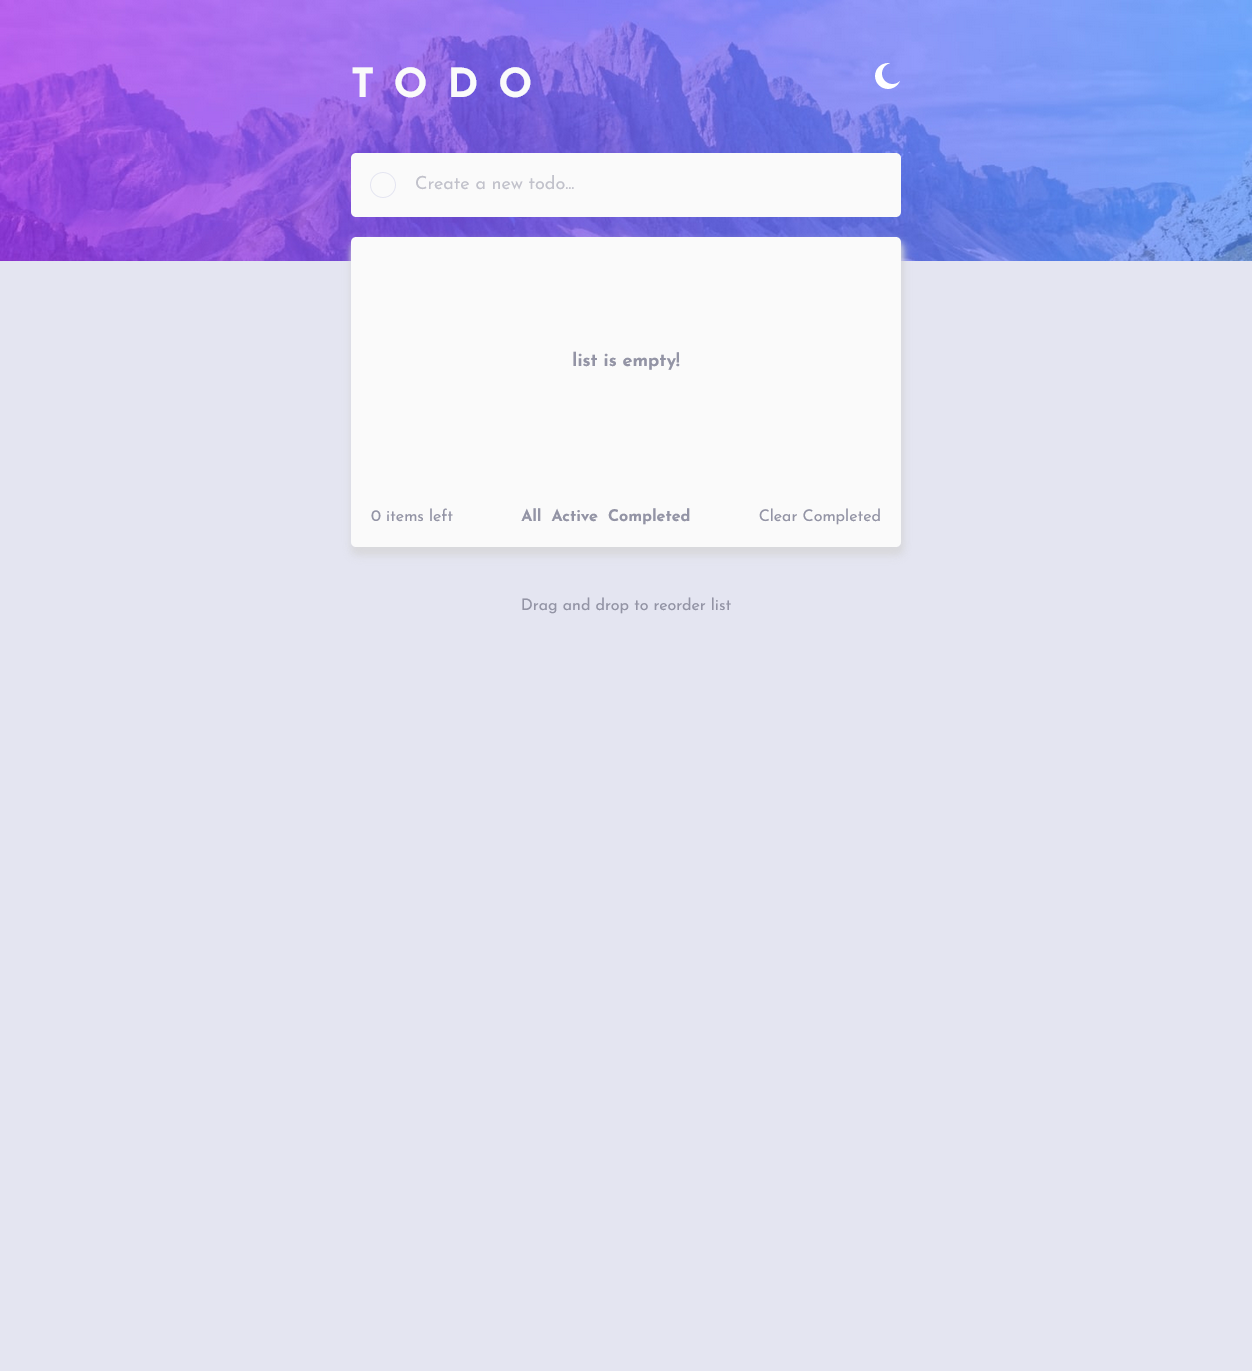 TODO
Create a new todo...
list is empty!
0 items left All Active Completed Clear Completed
Drag and drop to reorder list